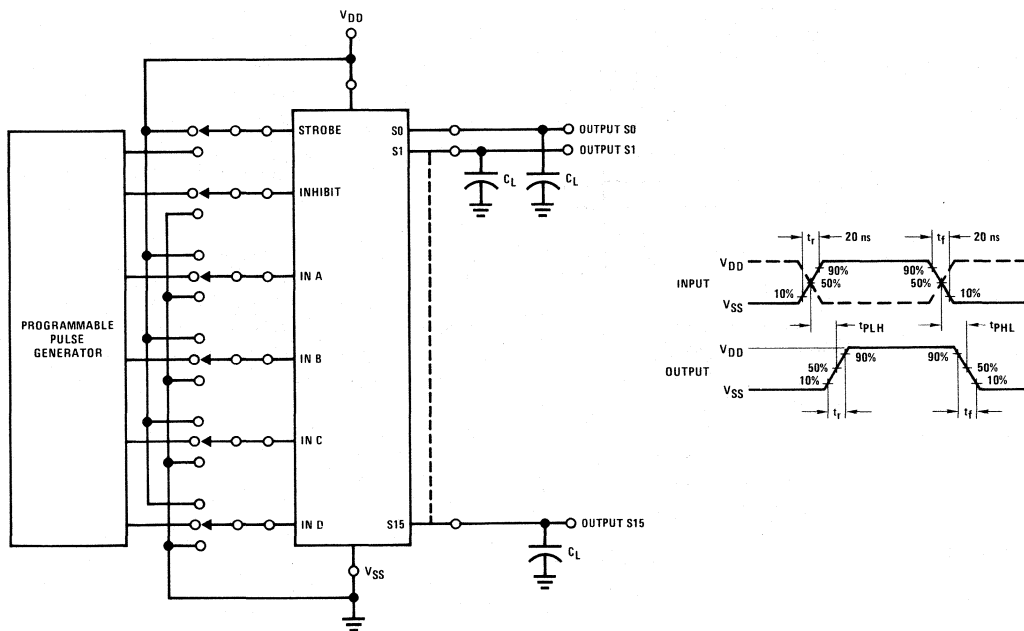 VDD
STROBE
S0
OUTPUT S0
S1
OUTPUT S1
CL
CL
INHIBIT
IN A
PROGRAMMABLE
PULSE
GENERATOR
IN B
IN C
IN D
S15
OUTPUT S15
CL
VSS
tr
20 ns
tf
20 ns
VDD
90%
90%
INPUT
50%
50%
10%
10%
VSS
tPLH
tPHL
VDD
90%
90%
OUTPUT
50%
50%
10%
10%
VSS
tr
tf